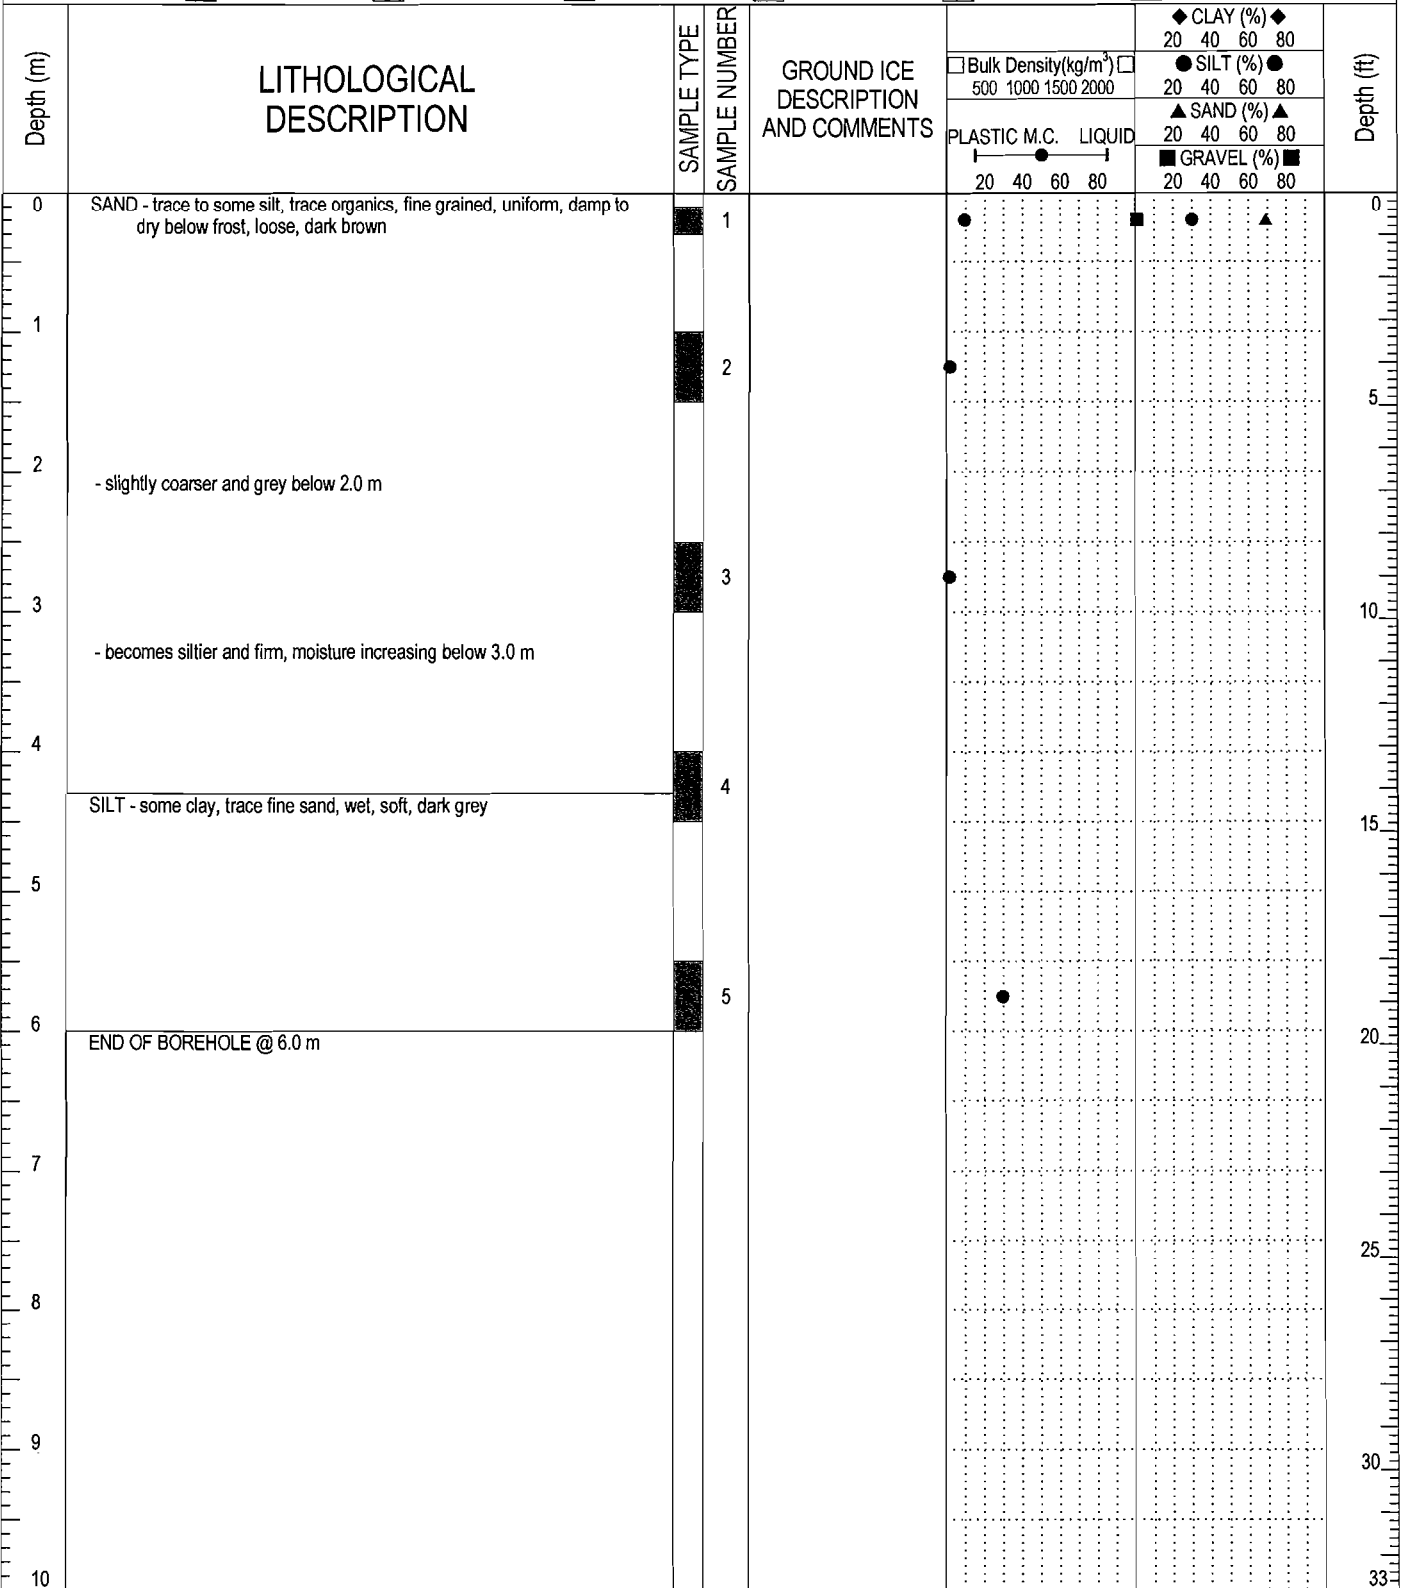 Depth (m)
LITHOLOGICAL
DESCRIPTION
SAMPLE TYPE
SAMPLE NUMBER
GROUND ICE
DESCRIPTION
AND COMMENTS
□ Bulk Density(kg/m³) □
500 1000 1500 2000
PLASTIC M.C. LIQUID
20 40 60 80
◆ CLAY (%) ◆
20 40 60 80
● SILT (%) ●
20 40 60 80
▲ SAND (%) ▲
20 40 60 80
■ GRAVEL (%) ■
20 40 60 80
Depth (ft)
0
SAND - trace to some silt, trace organics, fine grained, uniform, damp to
dry below frost, loose, dark brown
1
0
1
2
5
2
- slightly coarser and grey below 2.0 m
3
3
10
- becomes siltier and firm, moisture increasing below 3.0 m
4
4
SILT - some clay, trace fine sand, wet, soft, dark grey
15
5
5
6
END OF BOREHOLE @ 6.0 m
20
7
25
8
9
30
10
33